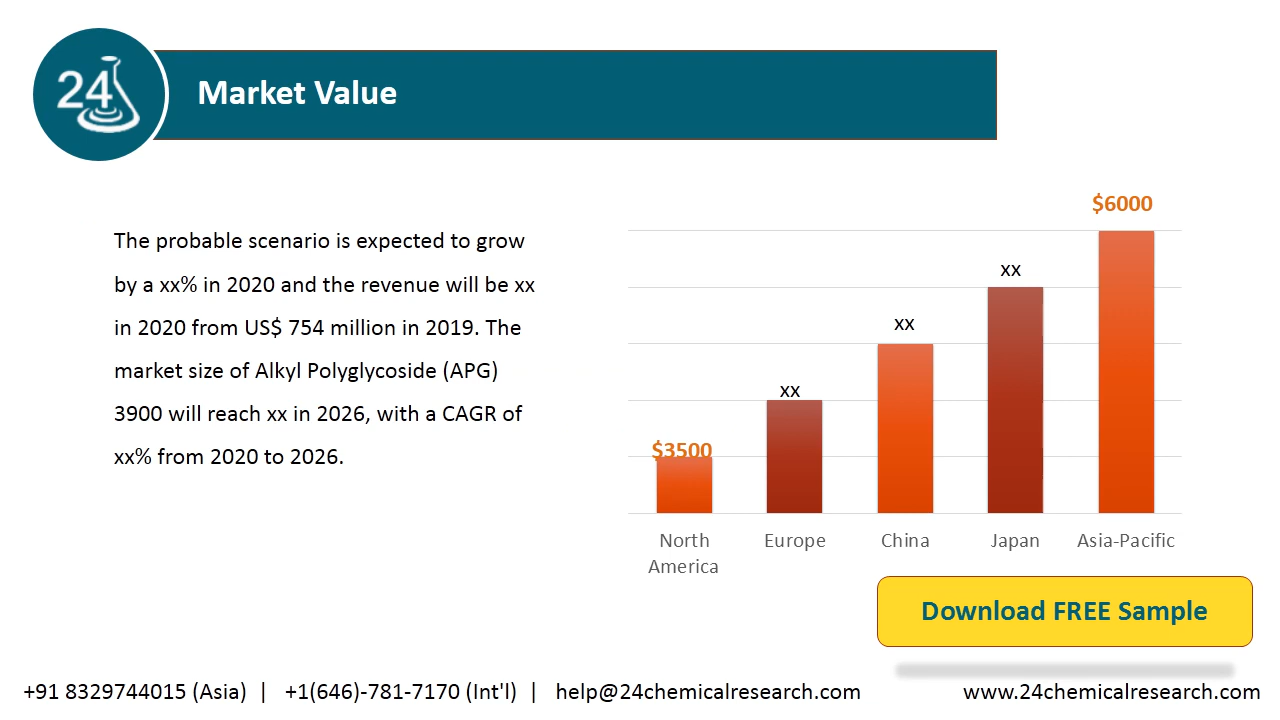 24
Market Value
The probable scenario is expected to grow
by a xx% in 2020 and the revenue will be xx
in 2020 from US$ 754 million in 2019. The
market size of Alkyl Polyglycoside (APG)
3900 will reach xx in 2026, with a CAGR of
xx% from 2020 to 2026.
$6000
xx
xx
xx
$3500
North
America
Europe
China
Japan
Asia-Pacific
Download FREE Sample
+91 8329744015 (Asia) | +1(646)-781-7170 (Int'l) | help@24chemicalresearch.com www.24chemicalresearch.com